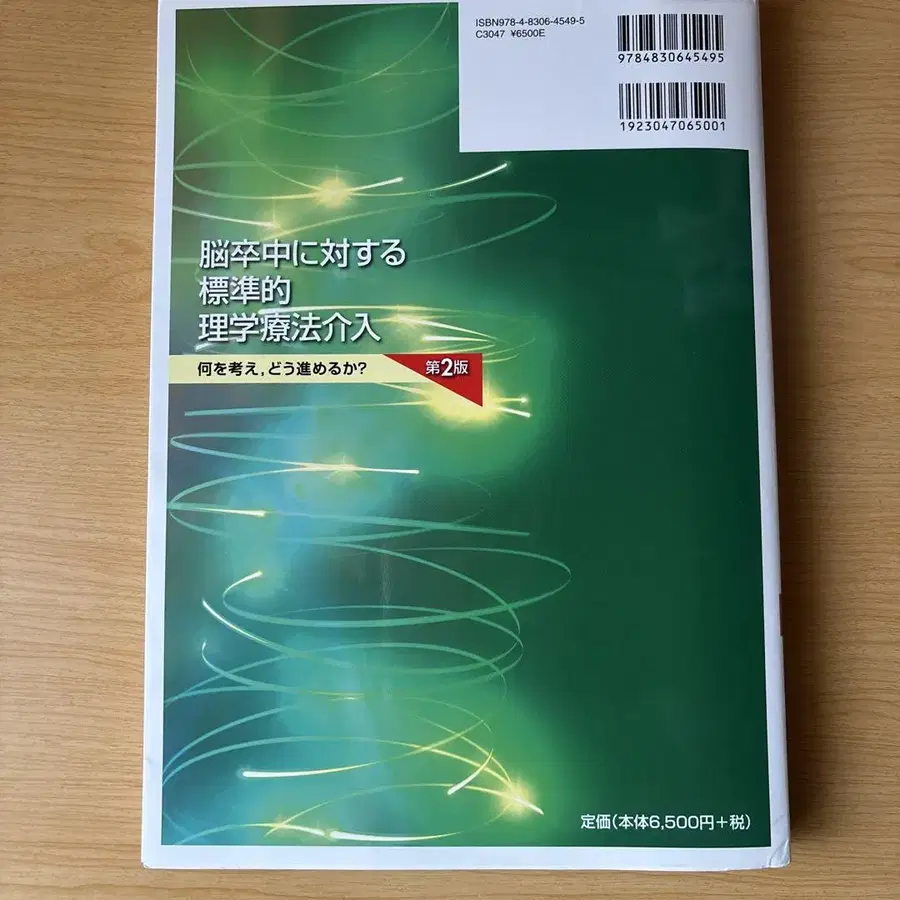 ISBN978-4-8306-4549-5
C3047 ¥6500E
9784830645495
1923047065001
脳卒中に対する
標準的
理学療法介入
何を考え,どう進めるか?
第2版
定価(本体6,500円+税)